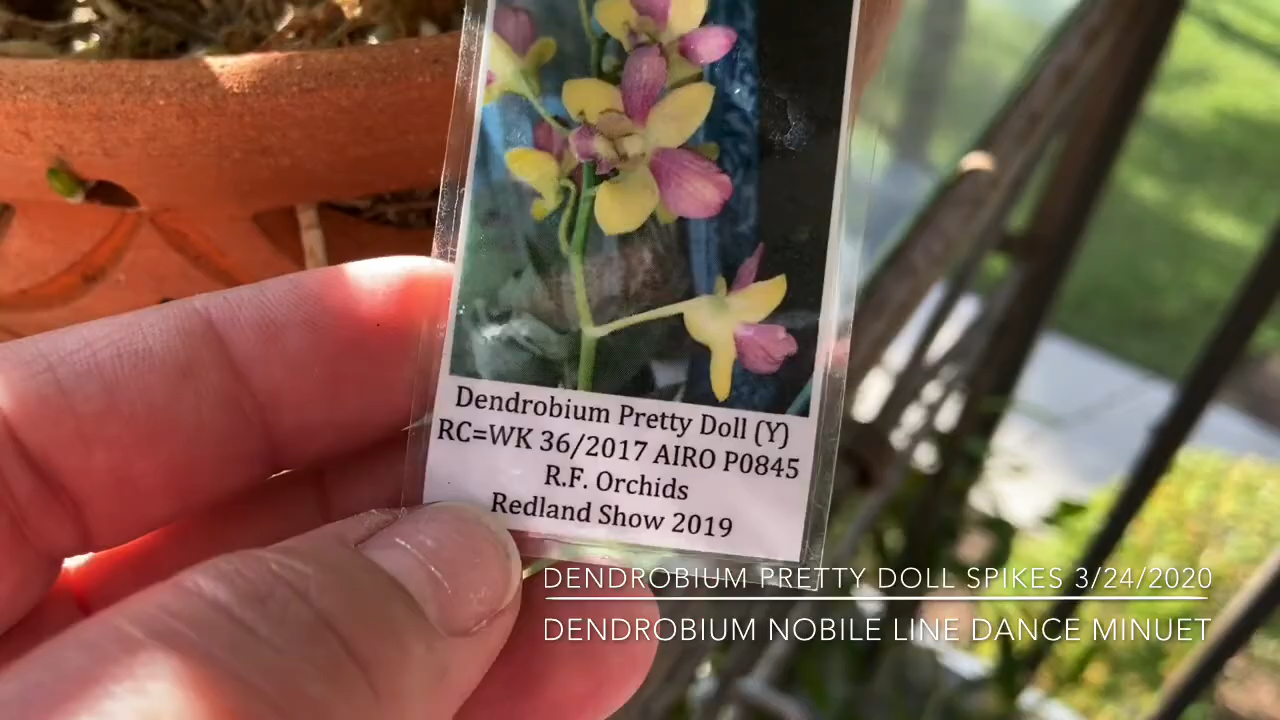 Dendrobium Pretty Doll (Y)
RC=WK 36/2017 AIRO P0845
R.F. Orchids
Redland Show 2019
DENDROBIUM PRETTY DOLL SPIKES 3/24/2020
DENDROBIUM NOBILE LINE DANCE MINUET